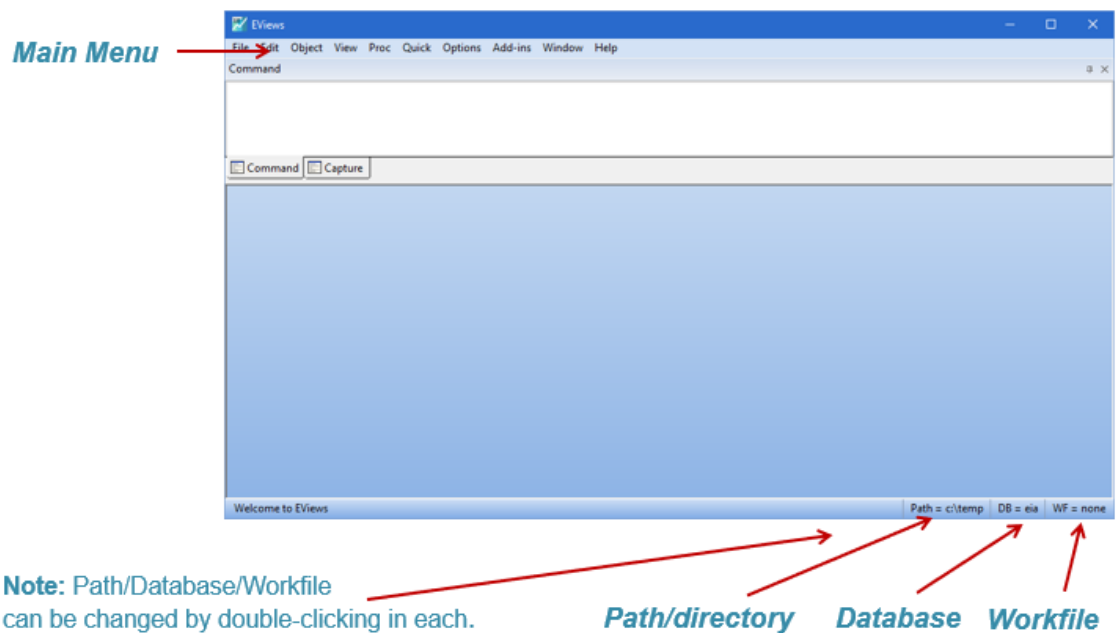 EViews
Main Menu
File Edit Object View Proc Quick Options Add-ins Window Help
Command
Command Capture
Welcome to EViews Path = c:\temp DB = eia WF = none
Note: Path/Database/Workfile
can be changed by double-clicking in each.
Path/directory Database Workfile